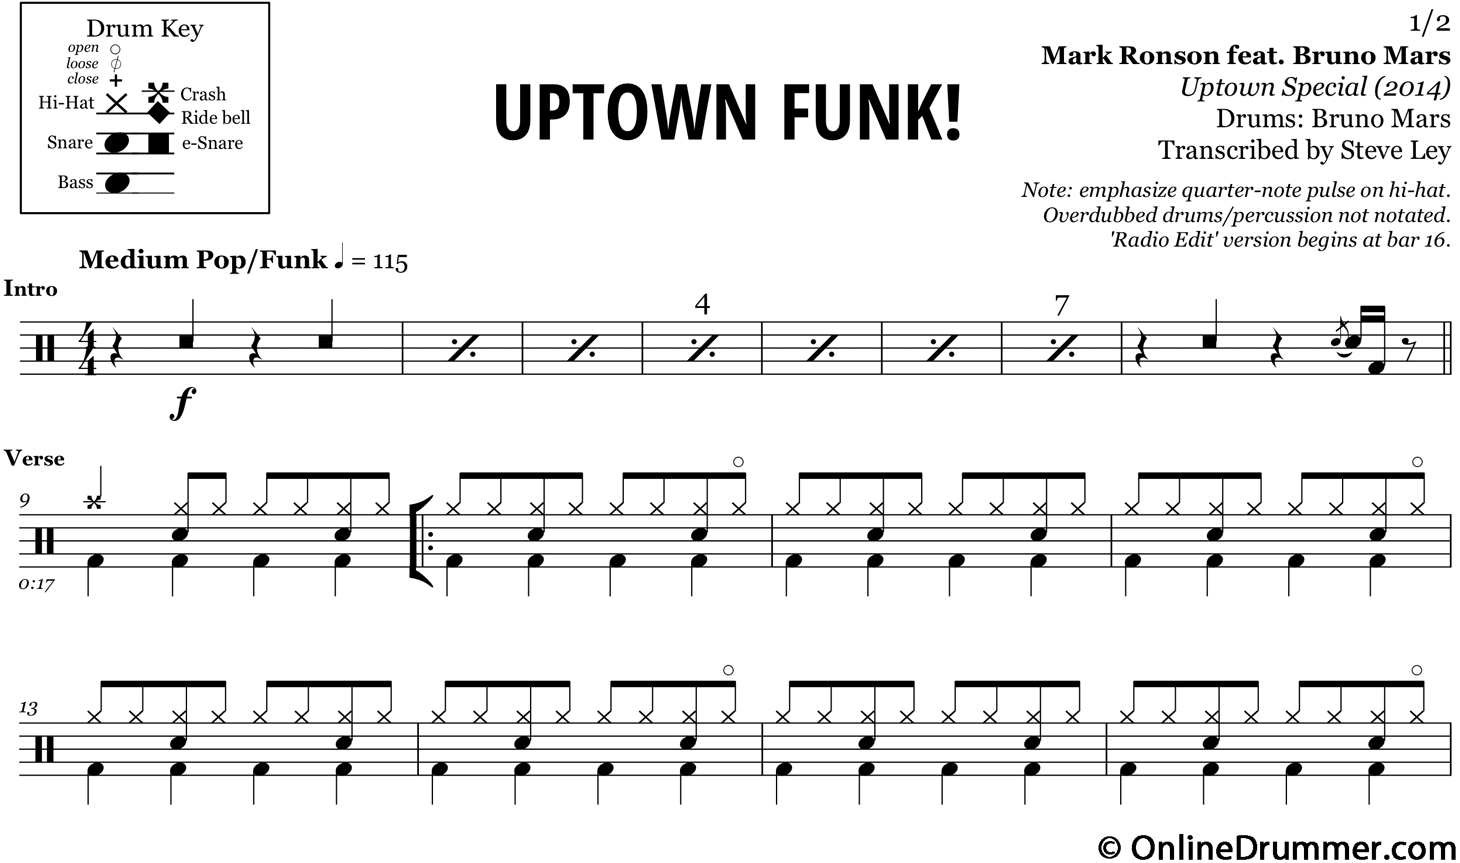 Drum Key
open
loose
close
Hi-Hat
Crash
Ride bell
Snare
e-Snare
Bass
UPTOWN FUNK!
1/2
Mark Ronson feat. Bruno Mars
Uptown Special (2014)
Drums: Bruno Mars
Transcribed by Steve Ley
Note: emphasize quarter-note pulse on hi-hat.
Overdubbed drums/percussion not notated.
'Radio Edit' version begins at bar 16.
Medium Pop/Funk ♩ = 115
Intro
4 7
4
4
f
Verse
9
0:17
13
© OnlineDrummer.com